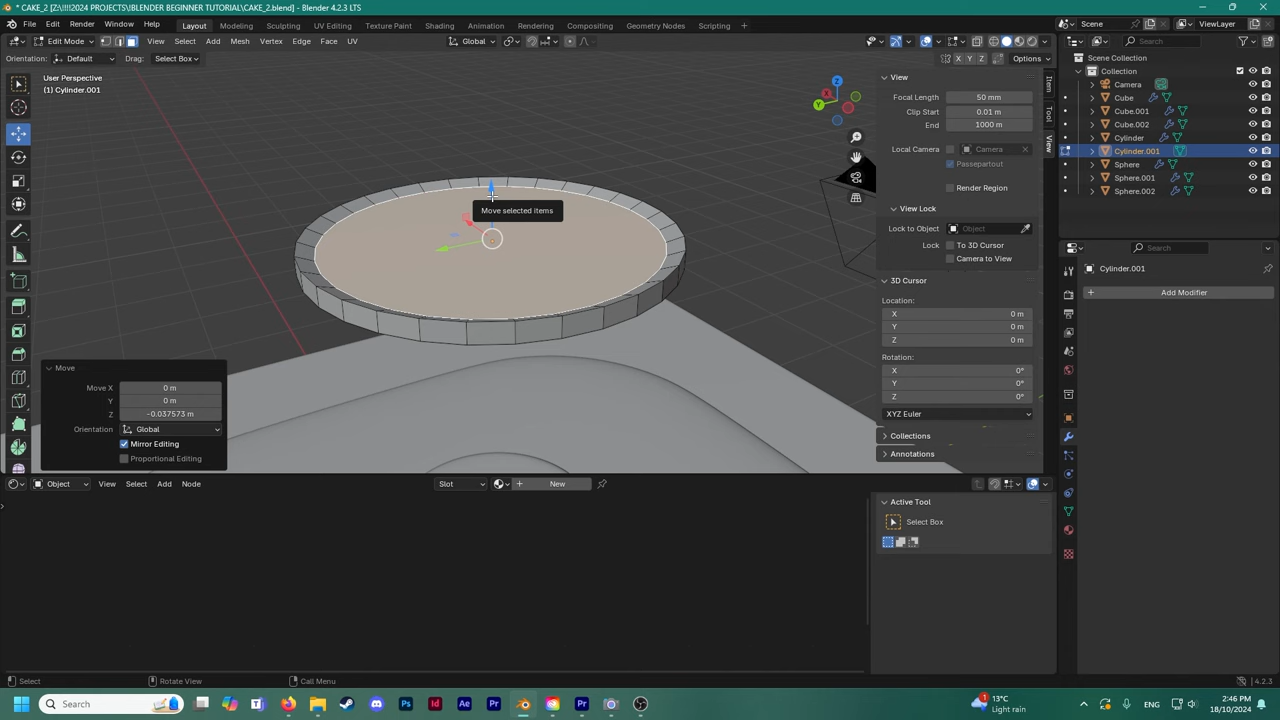 * CAKE_2 [Z:\!!!!2024 PROJECTS\!BLENDER BEGINNER TUTORIAL\CAKE_2.blend] - Blender 4.2.3 LTS
File Edit Render Window Help
Layout Modeling Sculpting UV Editing Texture Paint Shading Animation Rendering Compositing Geometry Nodes Scripting +
Scene
ViewLayer
Edit Mode
View Select Add Mesh Vertex Edge Face UV
Global
Orientation: Default Drag: Select Box
X Y Z Options
User Perspective
(1) Cylinder.001
Move selected items
Z
X
Y
Move
Move X 0 m
Y 0 m
Z -0.037573 m
Orientation Global
Mirror Editing
Proportional Editing
View
Focal Length 50 mm
Clip Start 0.01 m
End 1000 m
Local Camera Camera
Passepartout
Render Region
View Lock
Lock to Object Object
Lock To 3D Cursor
Camera to View
3D Cursor
Location:
X 0 m
Y 0 m
Z 0 m
Rotation:
X 0°
Y 0°
Z 0°
XYZ Euler
Collections
Annotations
Item
Tool
View
Search
Scene Collection
Collection
Camera
Cube
Cube.001
Cube.002
Cylinder
Cylinder.001
Sphere
Sphere.001
Sphere.002
Search
Cylinder.001
+ Add Modifier
Object View Select Add Node
Slot
+ New
Active Tool
Select Box
Select Rotate View Call Menu
4.2.3
Search
1
13°C
Light rain
ENG
2:46 PM
18/10/2024